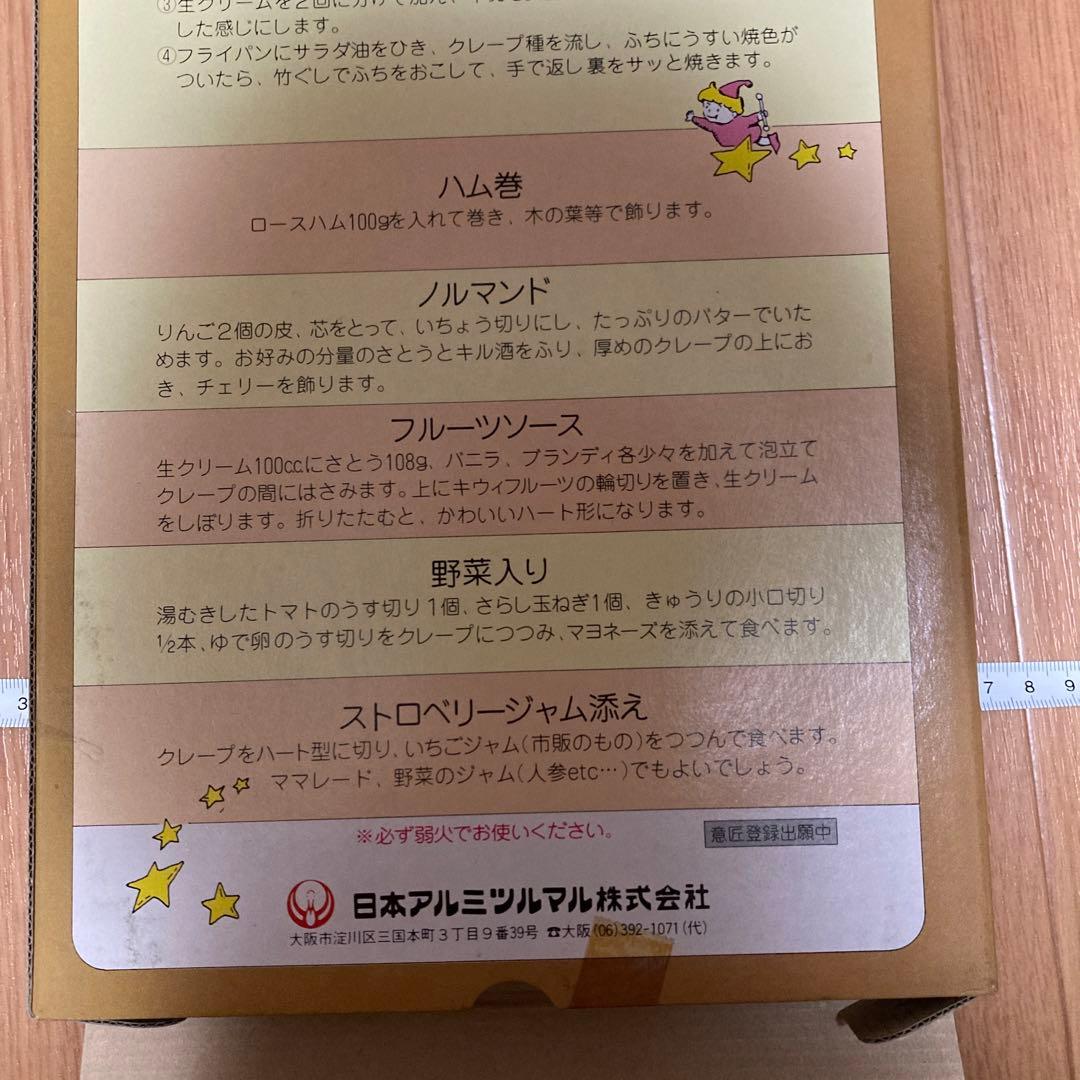 ③生クリームを2回に分けて加え、
した感じにします。
④フライパンにサラダ油をひき、クレープ種を流し、ふちにうすい焼色が
ついたら、竹ぐしでふちをおこして、手で返し裏をサッと焼きます。
ハム巻
ロースハム100gを入れて巻き、木の葉等で飾ります。
ノルマンド
りんご2個の皮、芯をとって、いちょう切りにし、たっぷりのバターでいた
めます。お好みの分量のさとうとキル酒をふり、厚めのクレープの上にお
き、チェリーを飾ります。
フルーツソース
生クリーム100ccにさとう108g、バニラ、ブランディ各少々を加えて泡立て
クレープの間にはさみます。上にキウィフルーツの輪切りを置き、生クリーム
をしぼります。折りたたむと、かわいいハート形になります。
野菜入り
湯むきしたトマトのうす切り1個、さらし玉ねぎ1個、きゅうりの小口切り
½本、ゆで卵のうす切りをクレープにつつみ、マヨネーズを添えて食べます。
ストロベリージャム添え
クレープをハート型に切り、いちごジャム(市販のもの)をつつんで食べます。
ママレード、野菜のジャム(人参etc…)でもよいでしょう。
※必ず弱火でお使いください。
意匠登録出願中
日本アルミツルマル株式会社
大阪市淀川区三国本町3丁目9番39号 ☎大阪(06)392-1071(代)
3
7 8 9